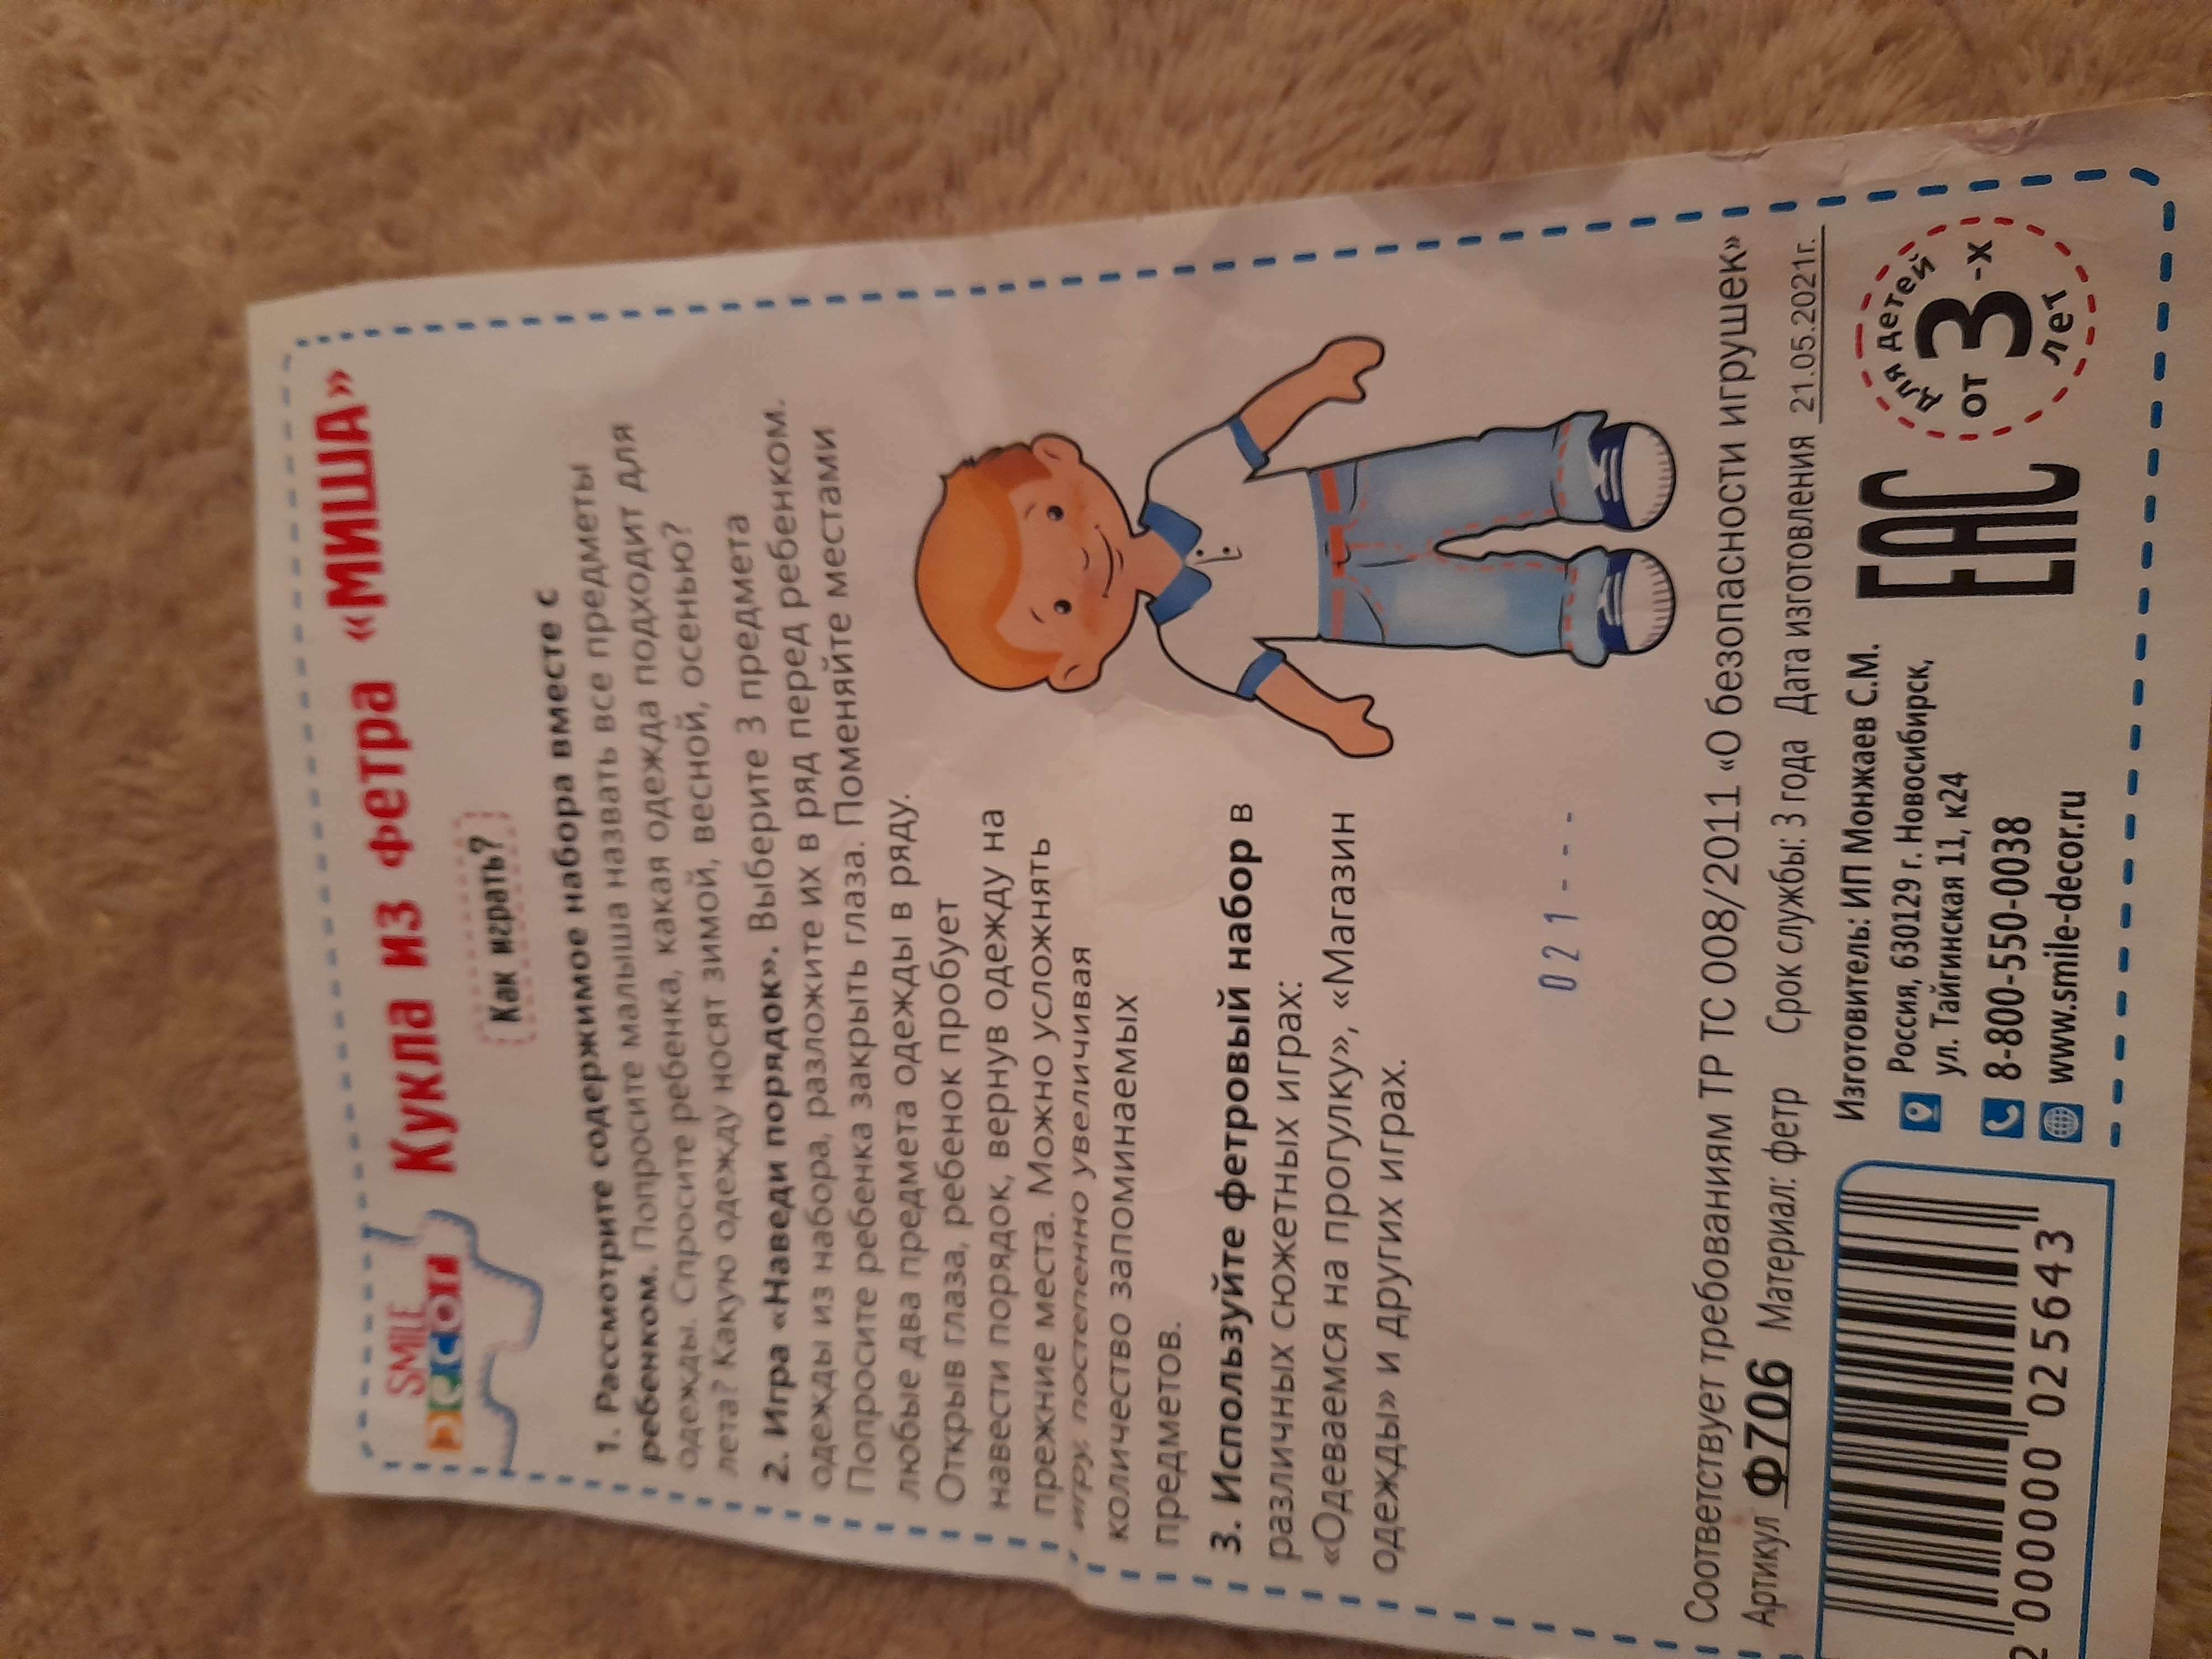 SMILE
DECOR
Кукла из фетра «МИША»
Как играть?
1. Рассмотрите содержимое набора вместе с
ребенком. Попросите малыша назвать все предметы
одежды. Спросите ребенка, какая одежда подходит для
лета? Какую одежду носят зимой, весной, осенью?
2. Игра «Наведи порядок». Выберите 3 предмета
одежды из набора, разложите их в ряд перед ребенком.
Попросите ребенка закрыть глаза. Поменяйте местами
любые два предмета одежды в ряду.
Открыв глаза, ребенок пробует
навести порядок, вернув одежду на
прежние места. Можно усложнять
игру, постепенно увеличивая
количество запоминаемых
предметов.
3. Используйте фетровый набор в
различных сюжетных играх:
«Одеваемся на прогулку», «Магазин
одежды» и других играх.
021---
Соответствует требованиям ТР ТС 008/2011 «О безопасности игрушек»
Артикул Ф706 Материал: фетр Срок службы: 3 года Дата изготовления 21.05.2021г.
Изготовитель: ИП Монжаев С.М.
Россия, 630129 г. Новосибирск,
ул. Тайгинская 11, к24
8-800-550-0038
www.smile-decor.ru
EAC
для детей
от 3-х
лет
2 000000 025643